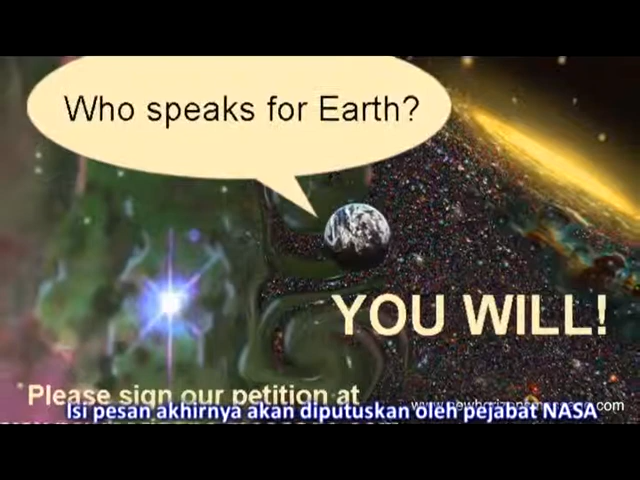 Who speaks for Earth?
YOU WILL!
Please sign our petition at
Isi pesan akhirnya akan diputuskan oleh pejabat NASA